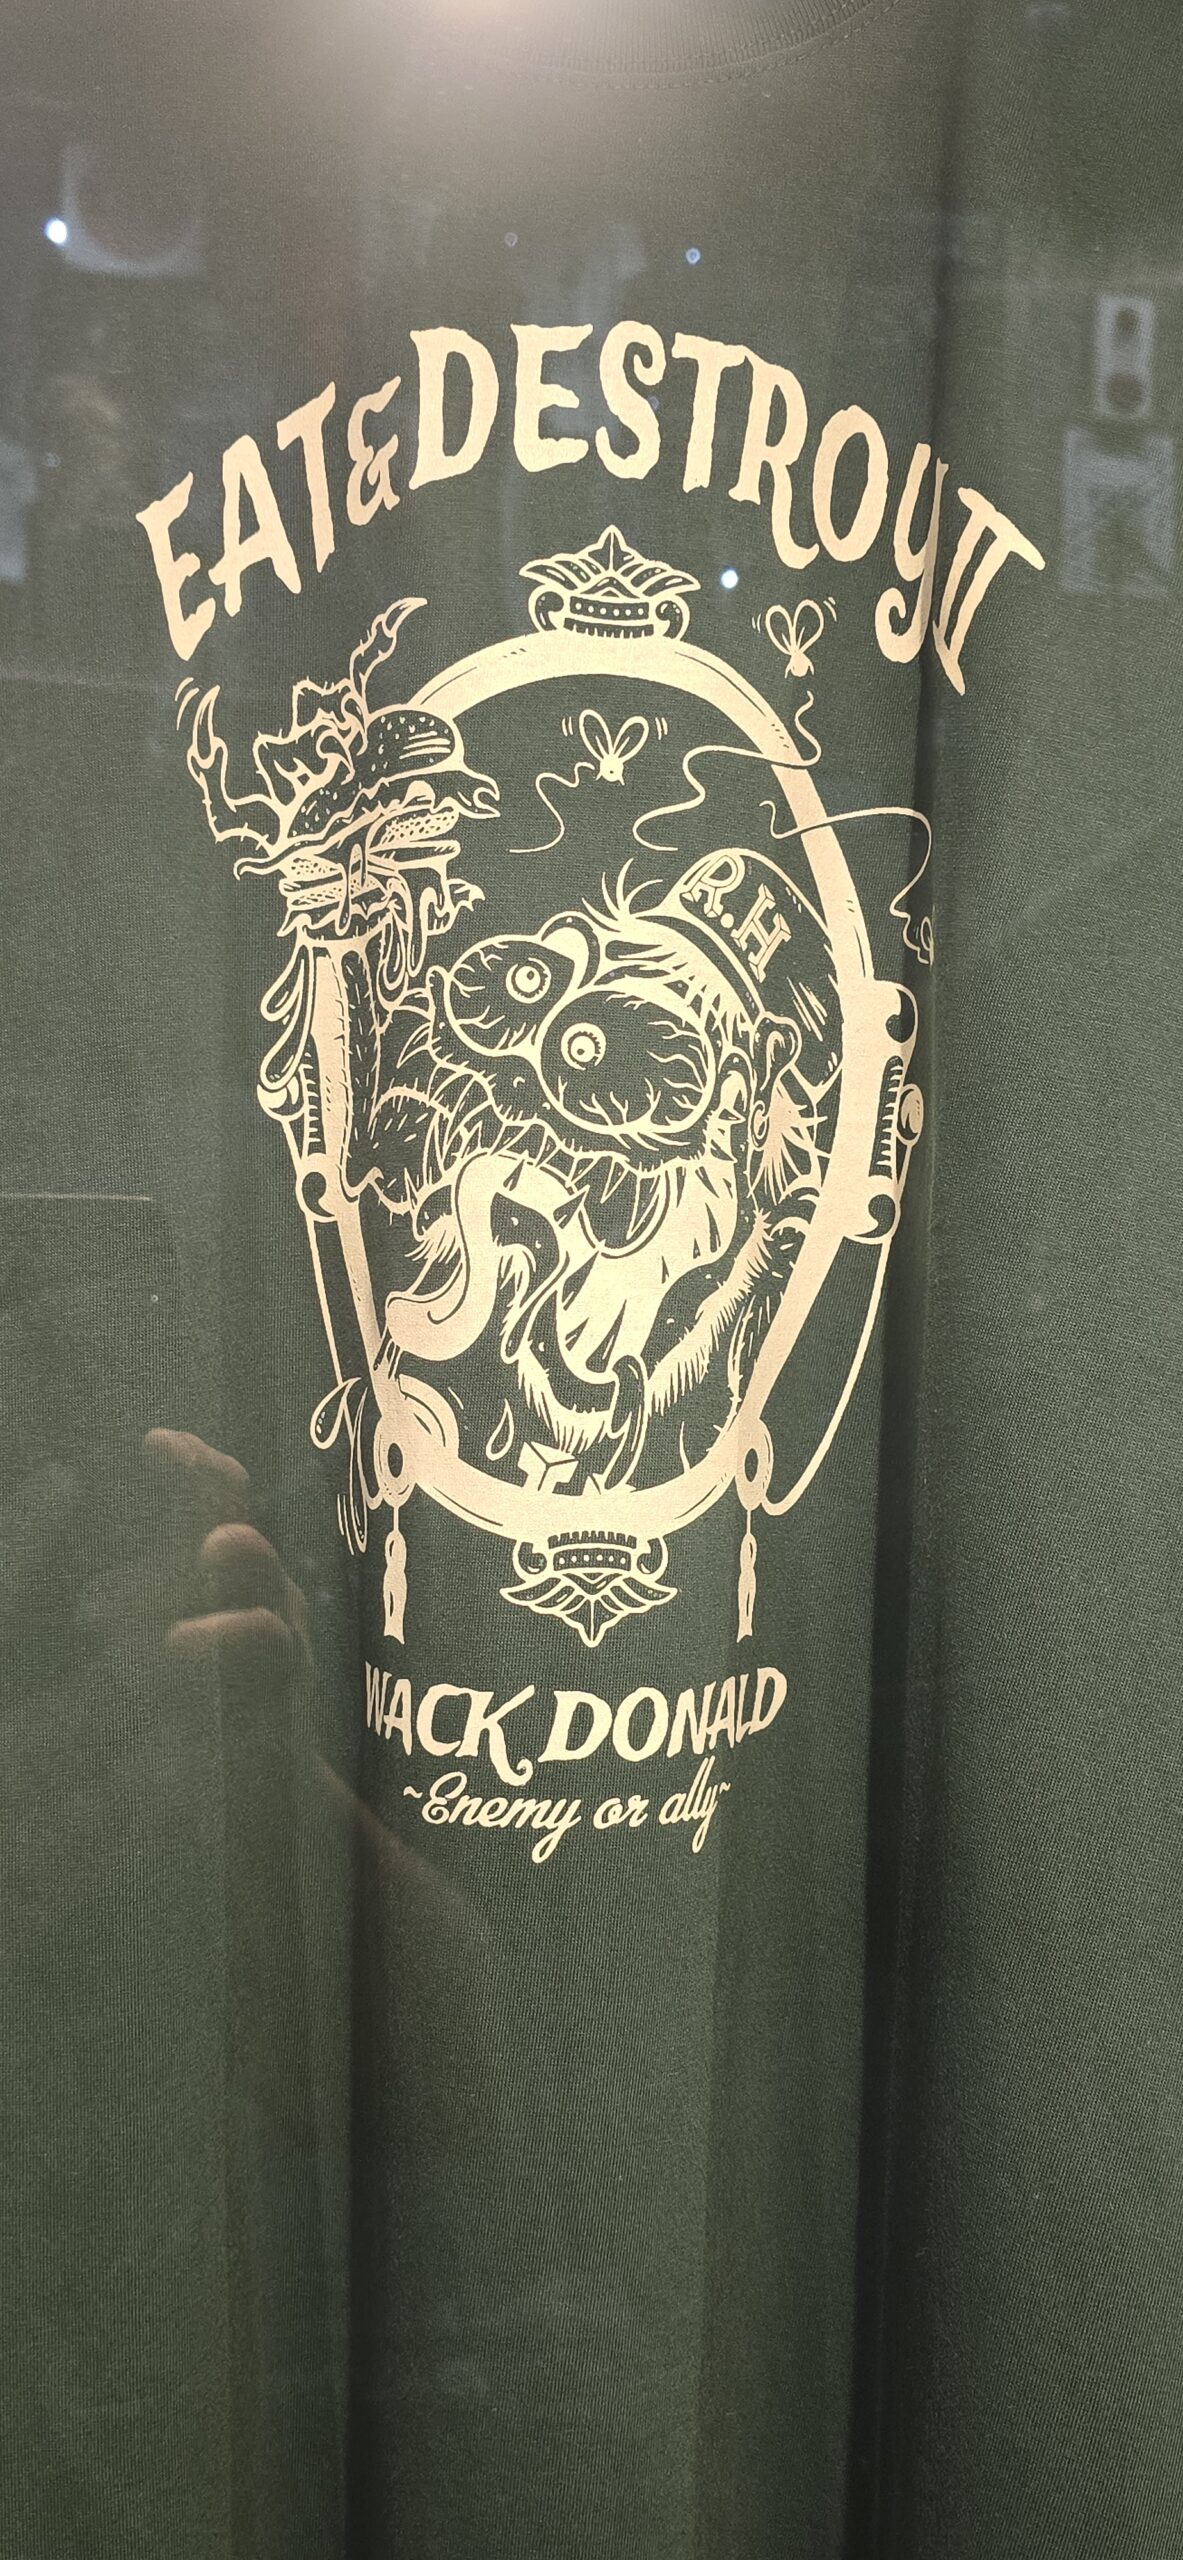 EAT & DESTROY II
R.H
WACK DONALD
~Enemy or ally~